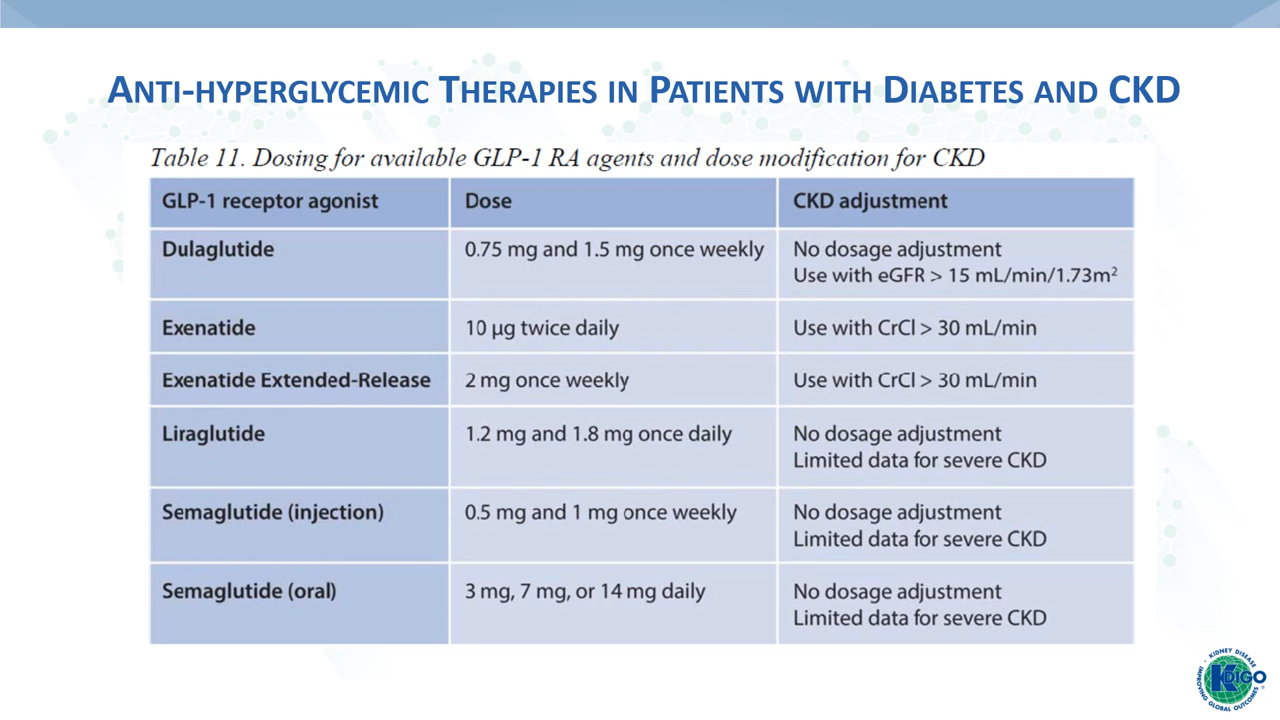 ANTI-HYPERGLYCEMIC THERAPIES IN PATIENTS WITH DIABETES AND CKD
Table 11. Dosing for available GLP-1 RA agents and dose modification for CKD
GLP-1 receptor agonist Dose CKD adjustment
Dulaglutide 0.75 mg and 1.5 mg once weekly No dosage adjustment
Use with eGFR > 15 mL/min/1.73m²
Exenatide 10 µg twice daily Use with CrCl > 30 mL/min
Exenatide Extended-Release 2 mg once weekly Use with CrCl > 30 mL/min
Liraglutide 1.2 mg and 1.8 mg once daily No dosage adjustment
Limited data for severe CKD
Semaglutide (injection) 0.5 mg and 1 mg once weekly No dosage adjustment
Limited data for severe CKD
Semaglutide (oral) 3 mg, 7 mg, or 14 mg daily No dosage adjustment
Limited data for severe CKD
KIDNEY DISEASE
KDIGO®
IMPROVING GLOBAL OUTCOMES